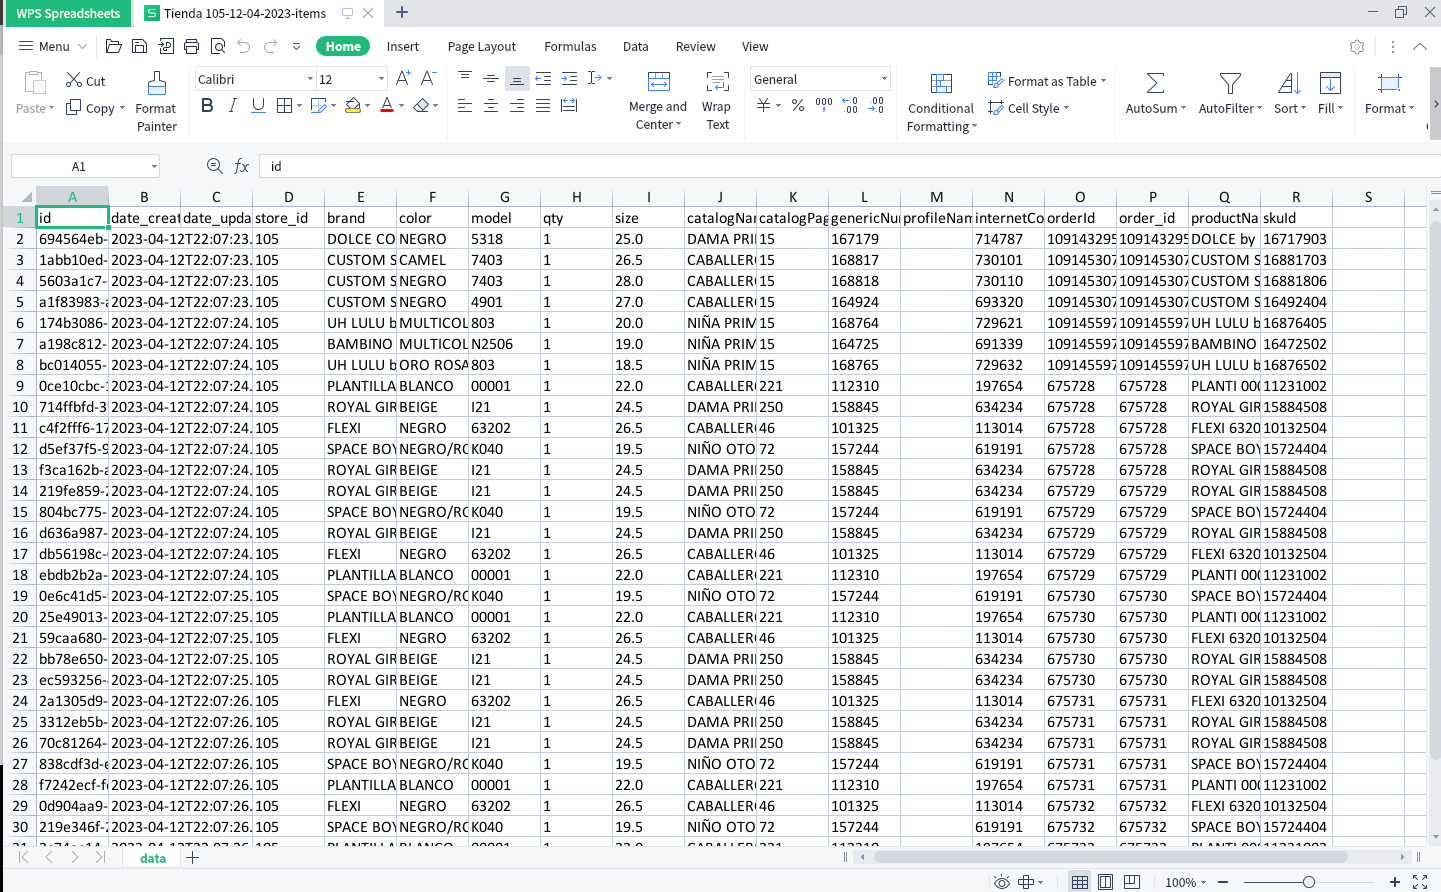 WPS Spreadsheets Tienda 105-12-04-2023-items
Menu Home Insert Page Layout Formulas Data Review View
Cut Calibri 12 General Format as Table
Paste Copy Format Painter B I U A Merge and Center Wrap Text Conditional Formatting Cell Style AutoSum AutoFilter Sort Fill Format
A1 fx id
A B C D E F G H I J K L M N O P Q R S
1 id date_creat date_upda store_id brand color model qty size catalogNar catalogPag genericNur profileNam internetCo orderId order_id productNa skuId
2 694564eb- 2023-04-12T22:07:23. 105 DOLCE CO NEGRO 5318 1 25.0 DAMA PRI 15 167179 714787 109143295 109143295 DOLCE by 16717903
3 1abb10ed- 2023-04-12T22:07:23. 105 CUSTOM S CAMEL 7403 1 26.5 CABALLER 15 168817 730101 109145307 109145307 CUSTOM S 16881703
4 5603a1c7- 2023-04-12T22:07:23. 105 CUSTOM S NEGRO 7403 1 28.0 CABALLER 15 168818 730110 109145307 109145307 CUSTOM S 16881806
5 a1f83983- 2023-04-12T22:07:23. 105 CUSTOM S NEGRO 4901 1 27.0 CABALLER 15 164924 693320 109145307 109145307 CUSTOM S 16492404
6 174b3086- 2023-04-12T22:07:24. 105 UH LULU b MULTICOL 803 1 20.0 NIÑA PRIM 15 168764 729621 109145597 109145597 UH LULU b 16876405
7 a198c812- 2023-04-12T22:07:24. 105 BAMBINO MULTICOL N2506 1 19.0 NIÑA PRIM 15 164725 691339 109145597 109145597 BAMBINO 16472502
8 bc014055- 2023-04-12T22:07:24. 105 UH LULU b ORO ROSA 803 1 18.5 NIÑA PRIM 15 168765 729632 109145597 109145597 UH LULU b 16876502
9 0ce10cbc- 2023-04-12T22:07:24. 105 PLANTILLA BLANCO 00001 1 22.0 CABALLER 221 112310 197654 675728 675728 PLANTI 000 11231002
10 714ffbfd-3 2023-04-12T22:07:24. 105 ROYAL GIR BEIGE I21 1 24.5 DAMA PRI 250 158845 634234 675728 675728 ROYAL GIR 15884508
11 c4f2fff6-17 2023-04-12T22:07:24. 105 FLEXI NEGRO 63202 1 26.5 CABALLER 46 101325 113014 675728 675728 FLEXI 6320 10132504
12 d5ef37f5-9 2023-04-12T22:07:24. 105 SPACE BOY NEGRO/RO K040 1 19.5 NIÑO OTO 72 157244 619191 675728 675728 SPACE BOY 15724404
13 f3ca162b-a 2023-04-12T22:07:24. 105 ROYAL GIR BEIGE I21 1 24.5 DAMA PRI 250 158845 634234 675728 675728 ROYAL GIR 15884508
14 219fe859-2 2023-04-12T22:07:24. 105 ROYAL GIR BEIGE I21 1 24.5 DAMA PRI 250 158845 634234 675729 675729 ROYAL GIR 15884508
15 804bc775- 2023-04-12T22:07:24. 105 SPACE BOY NEGRO/RO K040 1 19.5 NIÑO OTO 72 157244 619191 675729 675729 SPACE BOY 15724404
16 d636a987- 2023-04-12T22:07:24. 105 ROYAL GIR BEIGE I21 1 24.5 DAMA PRI 250 158845 634234 675729 675729 ROYAL GIR 15884508
17 db56198c- 2023-04-12T22:07:24. 105 FLEXI NEGRO 63202 1 26.5 CABALLER 46 101325 113014 675729 675729 FLEXI 6320 10132504
18 ebdb2b2a- 2023-04-12T22:07:24. 105 PLANTILLA BLANCO 00001 1 22.0 CABALLER 221 112310 197654 675729 675729 PLANTI 000 11231002
19 0e6c41d5- 2023-04-12T22:07:25. 105 SPACE BOY NEGRO/RO K040 1 19.5 NIÑO OTO 72 157244 619191 675730 675730 SPACE BOY 15724404
20 25e49013- 2023-04-12T22:07:25. 105 PLANTILLA BLANCO 00001 1 22.0 CABALLER 221 112310 197654 675730 675730 PLANTI 000 11231002
21 59caa680- 2023-04-12T22:07:25. 105 FLEXI NEGRO 63202 1 26.5 CABALLER 46 101325 113014 675730 675730 FLEXI 6320 10132504
22 bb78e650- 2023-04-12T22:07:25. 105 ROYAL GIR BEIGE I21 1 24.5 DAMA PRI 250 158845 634234 675730 675730 ROYAL GIR 15884508
23 ec593256- 2023-04-12T22:07:25. 105 ROYAL GIR BEIGE I21 1 24.5 DAMA PRI 250 158845 634234 675730 675730 ROYAL GIR 15884508
24 2a1305d9- 2023-04-12T22:07:26. 105 FLEXI NEGRO 63202 1 26.5 CABALLER 46 101325 113014 675731 675731 FLEXI 6320 10132504
25 3312eb5b- 2023-04-12T22:07:26. 105 ROYAL GIR BEIGE I21 1 24.5 DAMA PRI 250 158845 634234 675731 675731 ROYAL GIR 15884508
26 70c81264- 2023-04-12T22:07:26. 105 ROYAL GIR BEIGE I21 1 24.5 DAMA PRI 250 158845 634234 675731 675731 ROYAL GIR 15884508
27 838cdf3d-e 2023-04-12T22:07:26. 105 SPACE BOY NEGRO/RO K040 1 19.5 NIÑO OTO 72 157244 619191 675731 675731 SPACE BOY 15724404
28 f7242ecf-f 2023-04-12T22:07:26. 105 PLANTILLA BLANCO 00001 1 22.0 CABALLER 221 112310 197654 675731 675731 PLANTI 000 11231002
29 0d904aa9- 2023-04-12T22:07:26. 105 FLEXI NEGRO 63202 1 26.5 CABALLER 46 101325 113014 675732 675732 FLEXI 6320 10132504
30 219e346f-2 2023-04-12T22:07:26. 105 SPACE BOY NEGRO/RO K040 1 19.5 NIÑO OTO 72 157244 619191 675732 675732 SPACE BOY 15724404
data
100%